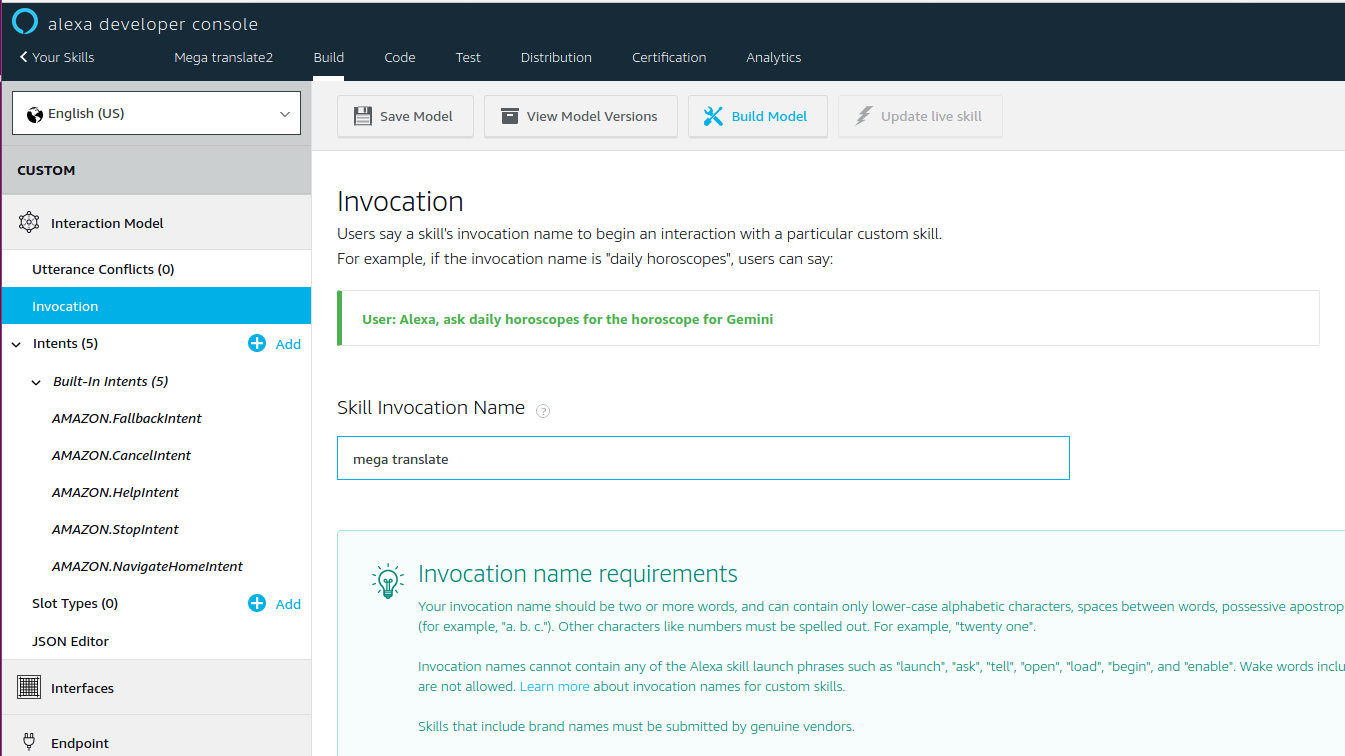 alexa developer console
Your Skills Mega translate2 Build Code Test Distribution Certification Analytics
English (US)
Save Model View Model Versions Build Model Update live skill
CUSTOM
Interaction Model
Utterance Conflicts (0)
Invocation
Intents (5) Add
Built-In Intents (5)
AMAZON.FallbackIntent
AMAZON.CancelIntent
AMAZON.HelpIntent
AMAZON.StopIntent
AMAZON.NavigateHomeIntent
Slot Types (0) Add
JSON Editor
Interfaces
Endpoint
Invocation
Users say a skill's invocation name to begin an interaction with a particular custom skill.
For example, if the invocation name is "daily horoscopes", users can say:
User: Alexa, ask daily horoscopes for the horoscope for Gemini
Skill Invocation Name ?
mega translate
Invocation name requirements
Your invocation name should be two or more words, and can contain only lower-case alphabetic characters, spaces between words, possessive apostrop
(for example, "a. b. c."). Other characters like numbers must be spelled out. For example, "twenty one".
Invocation names cannot contain any of the Alexa skill launch phrases such as "launch", "ask", "tell", "open", "load", "begin", and "enable". Wake words inclu
are not allowed. Learn more about invocation names for custom skills.
Skills that include brand names must be submitted by genuine vendors.